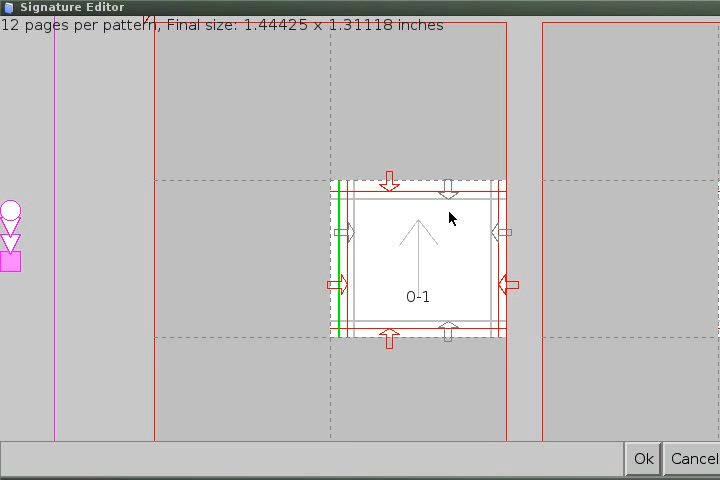 Signature Editor
12 pages per pattern, Final size: 1.44425 x 1.31118 inches
0-1
Ok
Cancel